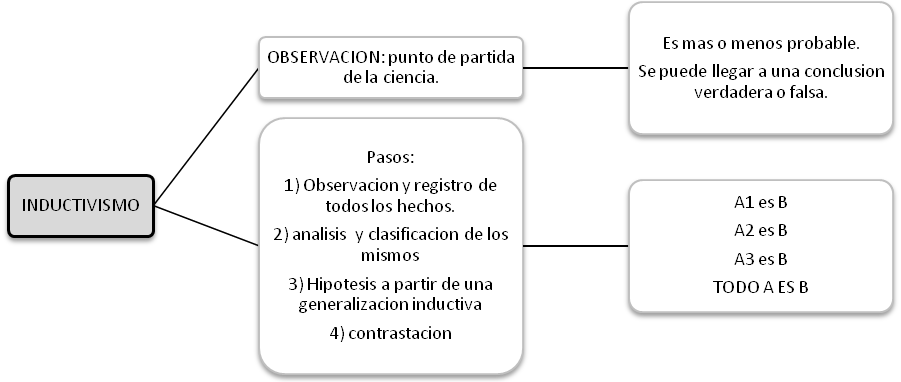 INDUCTIVISMO
OBSERVACION: punto de partida
de la ciencia.
Es mas o menos probable.
Se puede llegar a una conclusion
verdadera o falsa.
Pasos:
1) Observacion y registro de
todos los hechos.
2) analisis y clasificacion de los
mismos
3) Hipotesis a partir de una
generalizacion inductiva
4) contrastacion
A1 es B
A2 es B
A3 es B
TODO A ES B